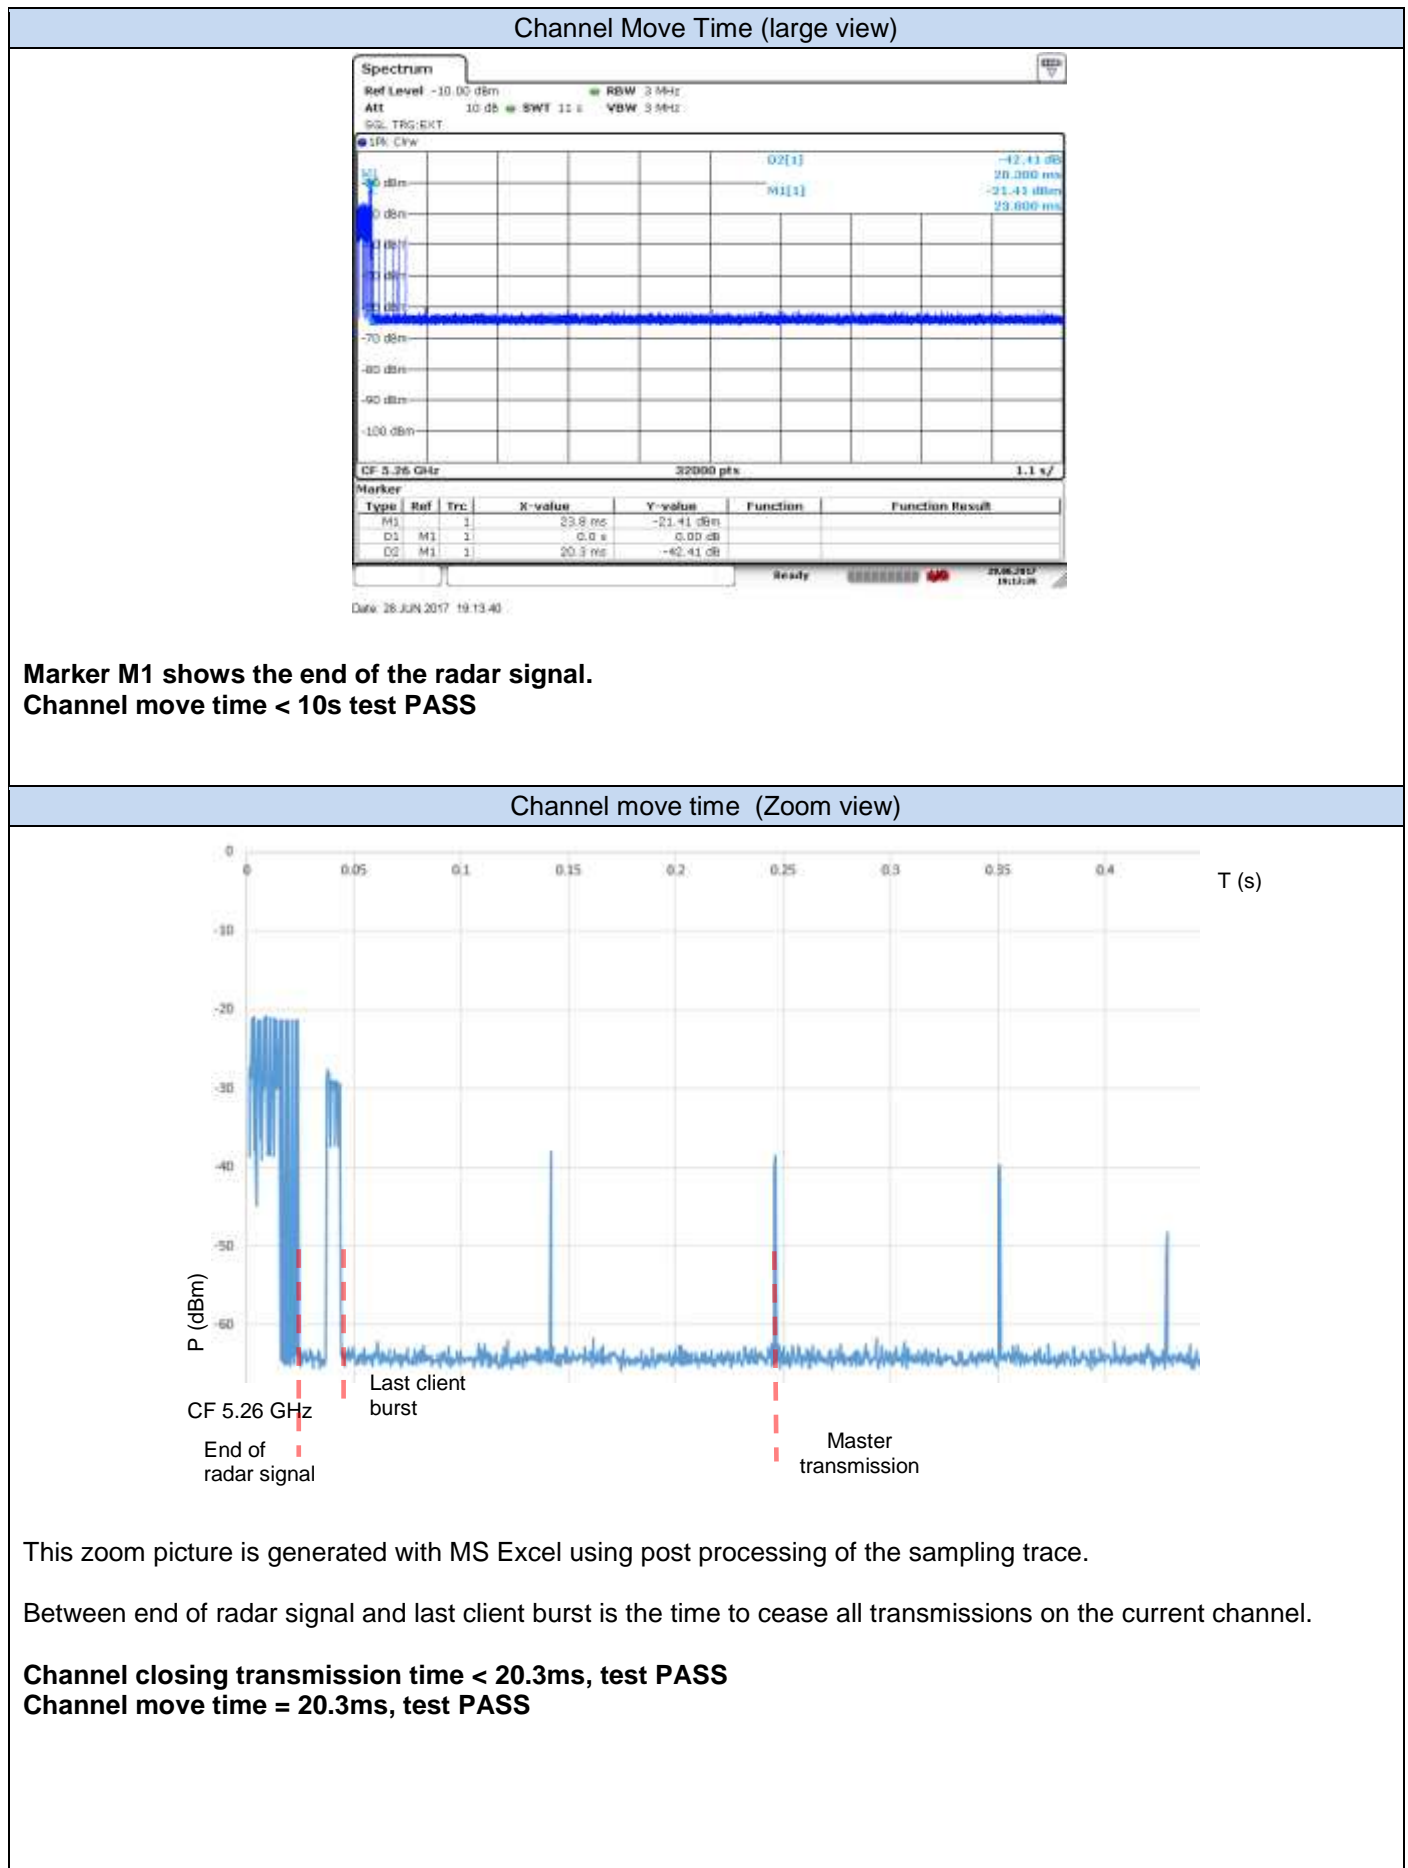 Channel Move Time (large view)
Spectrum
Ref Level -10.00 dBm RBW 3 MHz
Att 10 dB SWT 11 s VBW 3 MHz
SGL TRG:EXT
1Pk Clrw
D2[1] -42.41 dB
20.300 ms
M1[1] -21.41 dBm
23.800 ms
-70 dBm
-80 dBm
-90 dBm
-100 dBm
CF 5.26 GHz 32000 pts 1.1 s/
Marker
Type Ref Trc X-value Y-value Function Function Result
M1 1 23.8 ms -21.41 dBm
D1 M1 1 0.0 s 0.00 dB
D2 M1 1 20.3 ms -42.41 dB
Ready
Date: 28.JUN.2017 19:13:40
Marker M1 shows the end of the radar signal.
Channel move time < 10s test PASS
Channel move time (Zoom view)
0
0 0.05 0.1 0.15 0.2 0.25 0.3 0.35 0.4
T (s)
-10
-20
-30
-40
-50
-60
P (dBm)
CF 5.26 GHz
Last client
burst
End of
radar signal
Master
transmission
This zoom picture is generated with MS Excel using post processing of the sampling trace.
Between end of radar signal and last client burst is the time to cease all transmissions on the current channel.
Channel closing transmission time < 20.3ms, test PASS
Channel move time = 20.3ms, test PASS